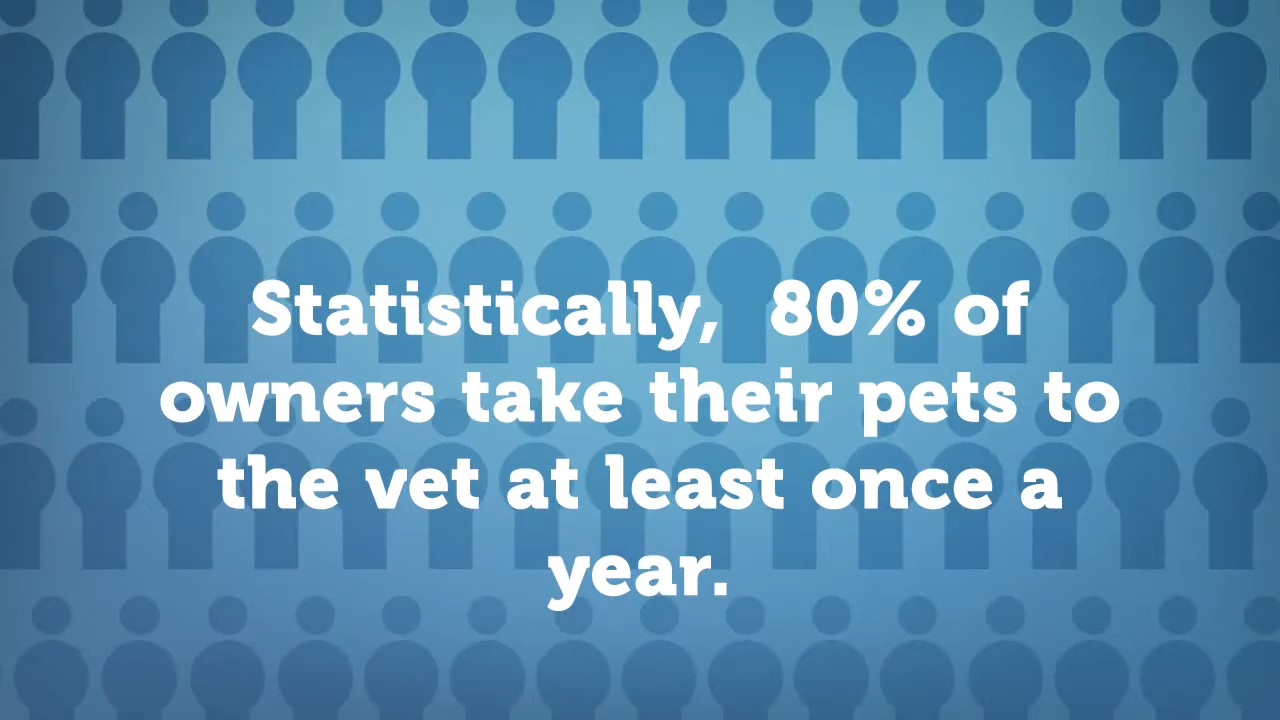 Statistically,  80% of
owners take their pets to
the vet at least once a
year.